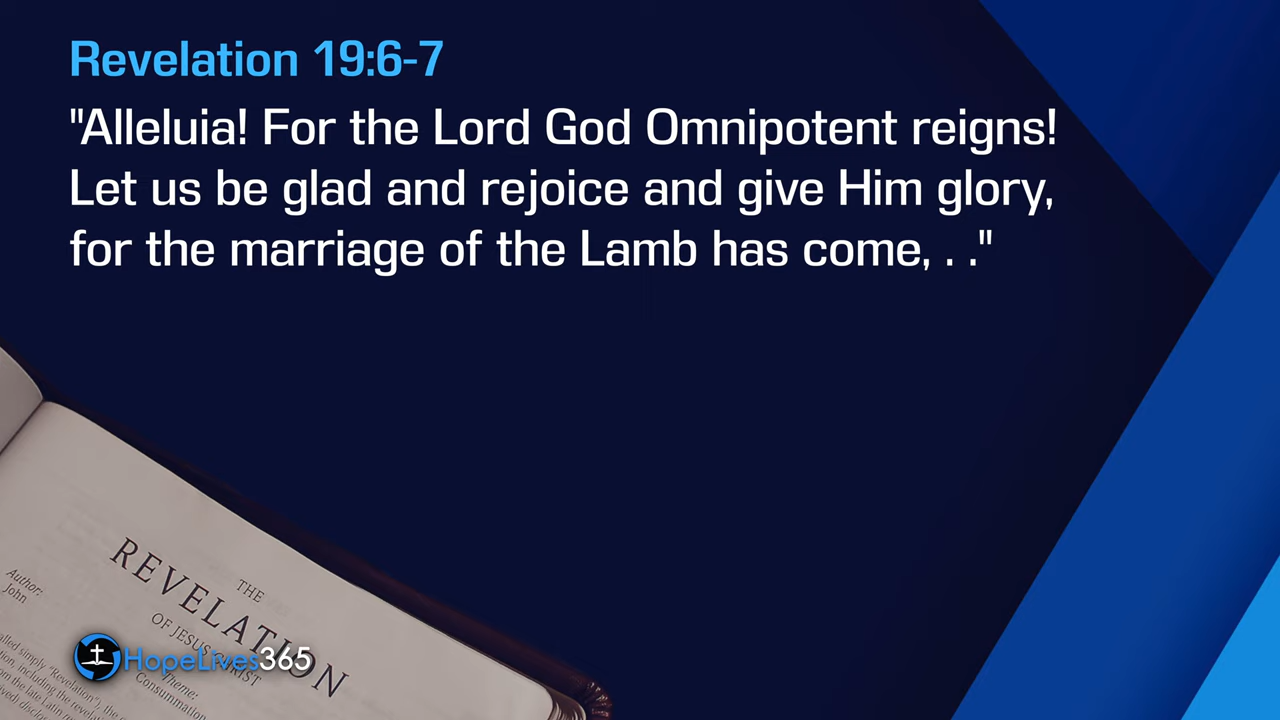 Revelation 19:6-7
"Alleluia! For the Lord God Omnipotent reigns!
Let us be glad and rejoice and give Him glory,
for the marriage of the Lamb has come, . ."
THE
REVELATION
OF JESUS CHRIST
Author:
John
Theme:
Consummation
HopeLives365